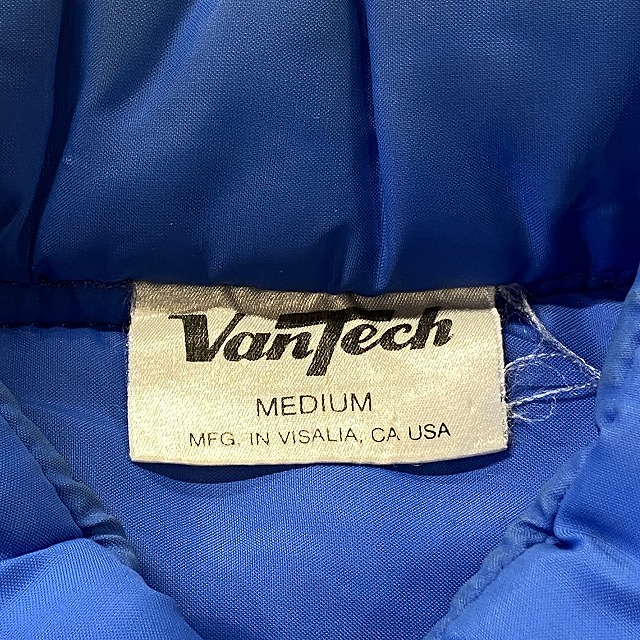 VanTech
MEDIUM
MFG. IN VISALIA, CA USA